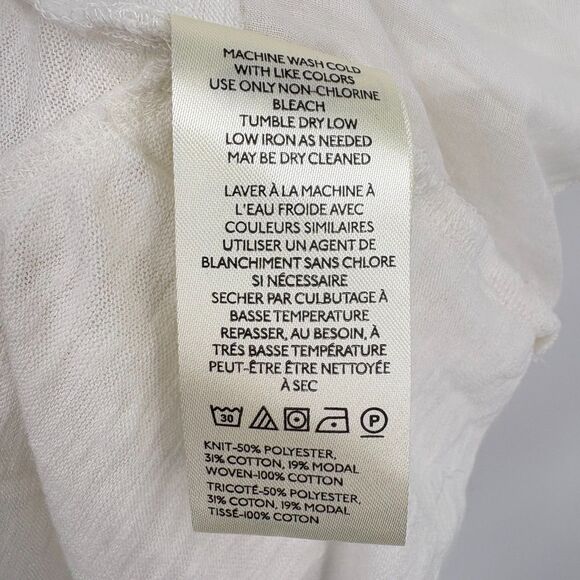 MACHINE WASH COLD
WITH LIKE COLORS
USE ONLY NON-CHLORINE
BLEACH
TUMBLE DRY LOW
LOW IRON AS NEEDED
MAY BE DRY CLEANED
LAVER À LA MACHINE À
L'EAU FROIDE AVEC
COULEURS SIMILAIRES
UTILISER UN AGENT DE
BLANCHIMENT SANS CHLORE
SI NÉCESSAIRE
SECHER PAR CULBUTAGE À
BASSE TEMPERATURE
REPASSER, AU BESOIN, À
TRÉS BASSE TEMPÉRATURE
PEUT-ÊTRE ÊTRE NETTOYÉE
À SEC
30 P
KNIT-50% POLYESTER,
31% COTTON, 19% MODAL
WOVEN-100% COTTON
TRICOTÉ-50% POLYESTER,
31% COTON, 19% MODAL
TISSÉ-100% COTON